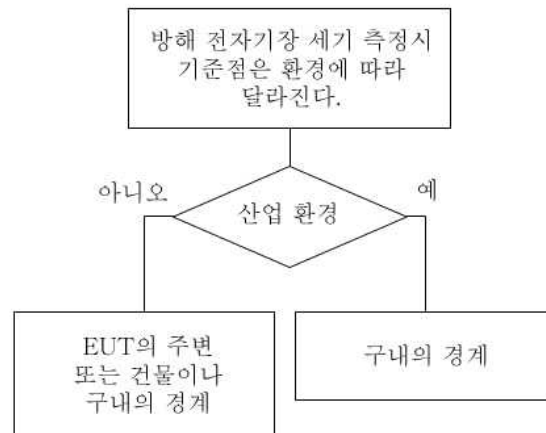 방해 전자기장 세기 측정시
기준점은 환경에 따라
달라진다.
아니오
예
산업 환경
EUT의 주변
또는 건물이나
구내의 경계
구내의 경계